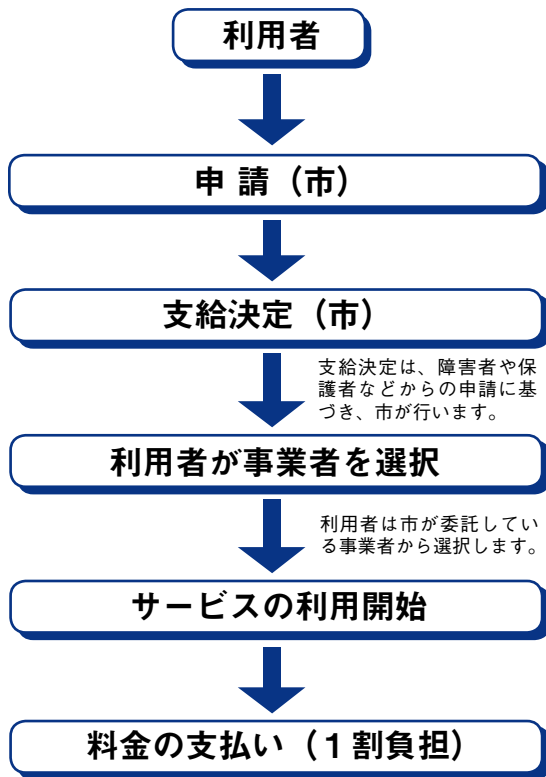 利用者
申 請（市）
支給決定（市）
支給決定は、障害者や保
護者などからの申請に基
づき、市が行います。
利用者が事業者を選択
利用者は市が委託してい
る事業者から選択します。
サービスの利用開始
料金の支払い（１割負担）